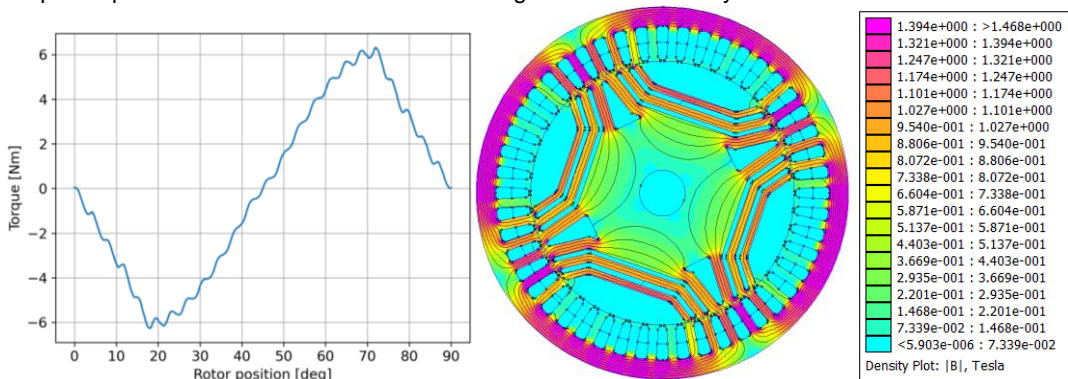 6
4
2
0
−2
−4
−6
Torque [Nm]
0 10 20 30 40 50 60 70 80 90
Rotor position [deg]
1.394e+000 : >1.468e+000
1.321e+000 : 1.394e+000
1.247e+000 : 1.321e+000
1.174e+000 : 1.247e+000
1.101e+000 : 1.174e+000
1.027e+000 : 1.101e+000
9.540e-001 : 1.027e+000
8.806e-001 : 9.540e-001
8.072e-001 : 8.806e-001
7.338e-001 : 8.072e-001
6.604e-001 : 7.338e-001
5.871e-001 : 6.604e-001
5.137e-001 : 5.871e-001
4.403e-001 : 5.137e-001
3.669e-001 : 4.403e-001
2.935e-001 : 3.669e-001
2.201e-001 : 2.935e-001
1.468e-001 : 2.201e-001
7.339e-002 : 1.468e-001
<5.903e-006 : 7.339e-002
Density Plot: |B|, Tesla